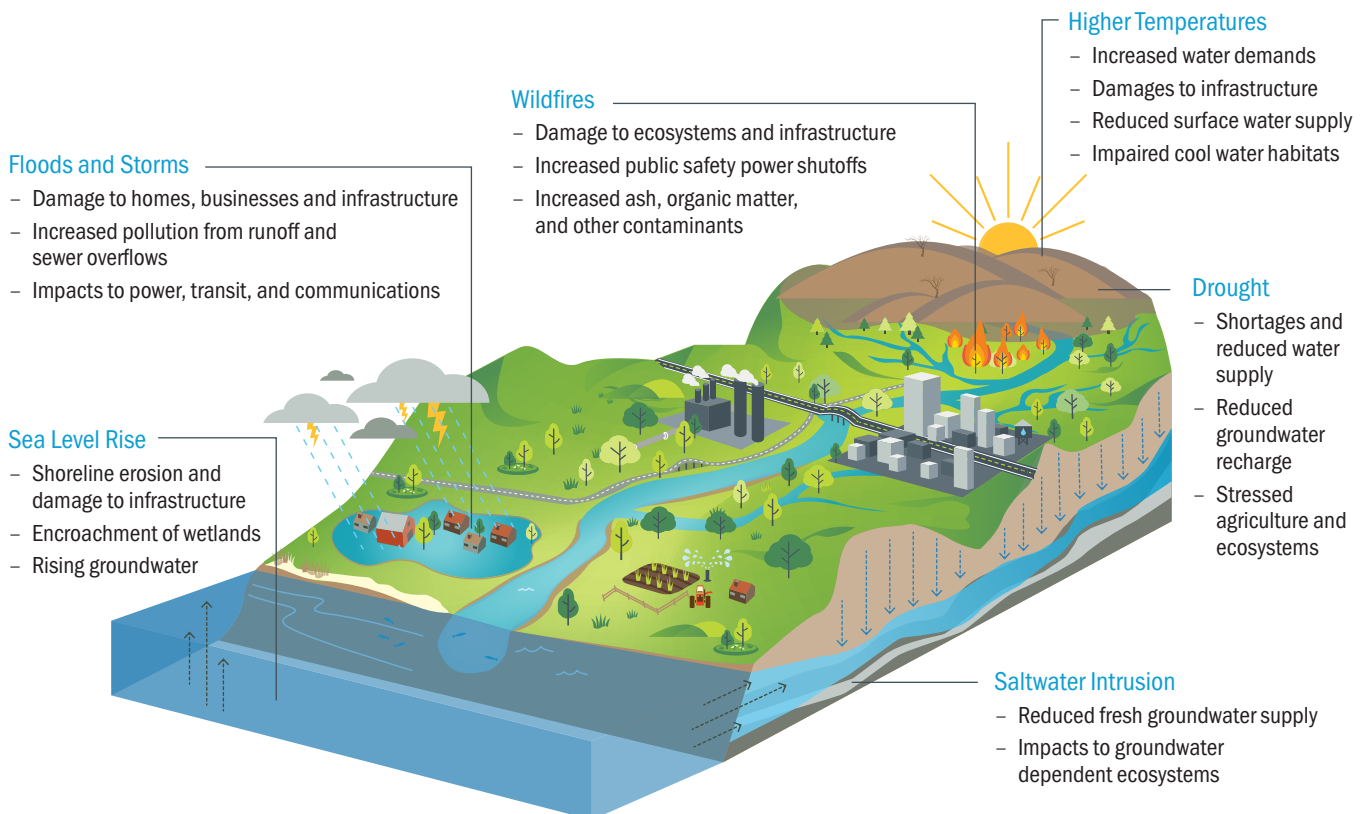 Higher Temperatures
– Increased water demands
– Damages to infrastructure
– Reduced surface water supply
– Impaired cool water habitats
Wildfires
– Damage to ecosystems and infrastructure
– Increased public safety power shutoffs
– Increased ash, organic matter,
and other contaminants
Floods and Storms
– Damage to homes, businesses and infrastructure
– Increased pollution from runoff and
sewer overflows
– Impacts to power, transit, and communications
Drought
– Shortages and
reduced water
supply
– Reduced
groundwater
recharge
– Stressed
agriculture and
ecosystems
Sea Level Rise
– Shoreline erosion and
damage to infrastructure
– Encroachment of wetlands
– Rising groundwater
Saltwater Intrusion
– Reduced fresh groundwater supply
– Impacts to groundwater
dependent ecosystems